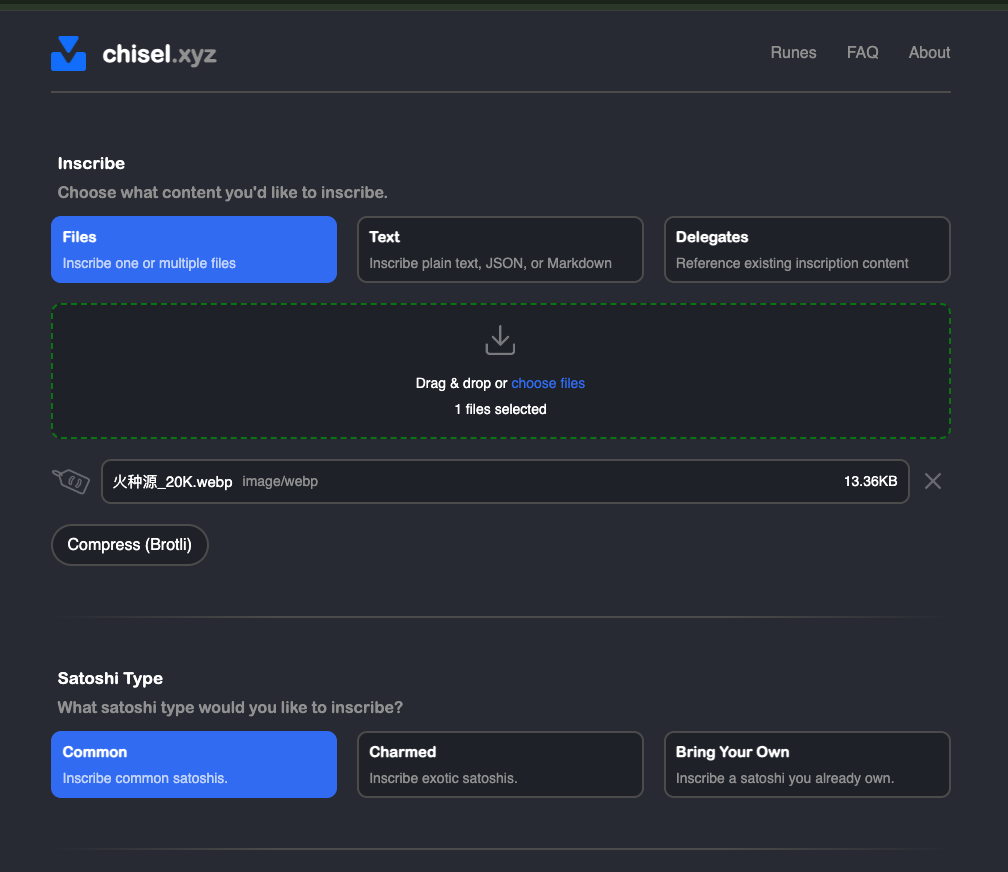 chisel.xyz
Runes FAQ About
Inscribe
Choose what content you'd like to inscribe.
Files
Inscribe one or multiple files
Text
Inscribe plain text, JSON, or Markdown
Delegates
Reference existing inscription content
Drag & drop or choose files
1 files selected
火种源_20K.webp image/webp 13.36KB
Compress (Brotli)
Satoshi Type
What satoshi type would you like to inscribe?
Common
Inscribe common satoshis.
Charmed
Inscribe exotic satoshis.
Bring Your Own
Inscribe a satoshi you already own.